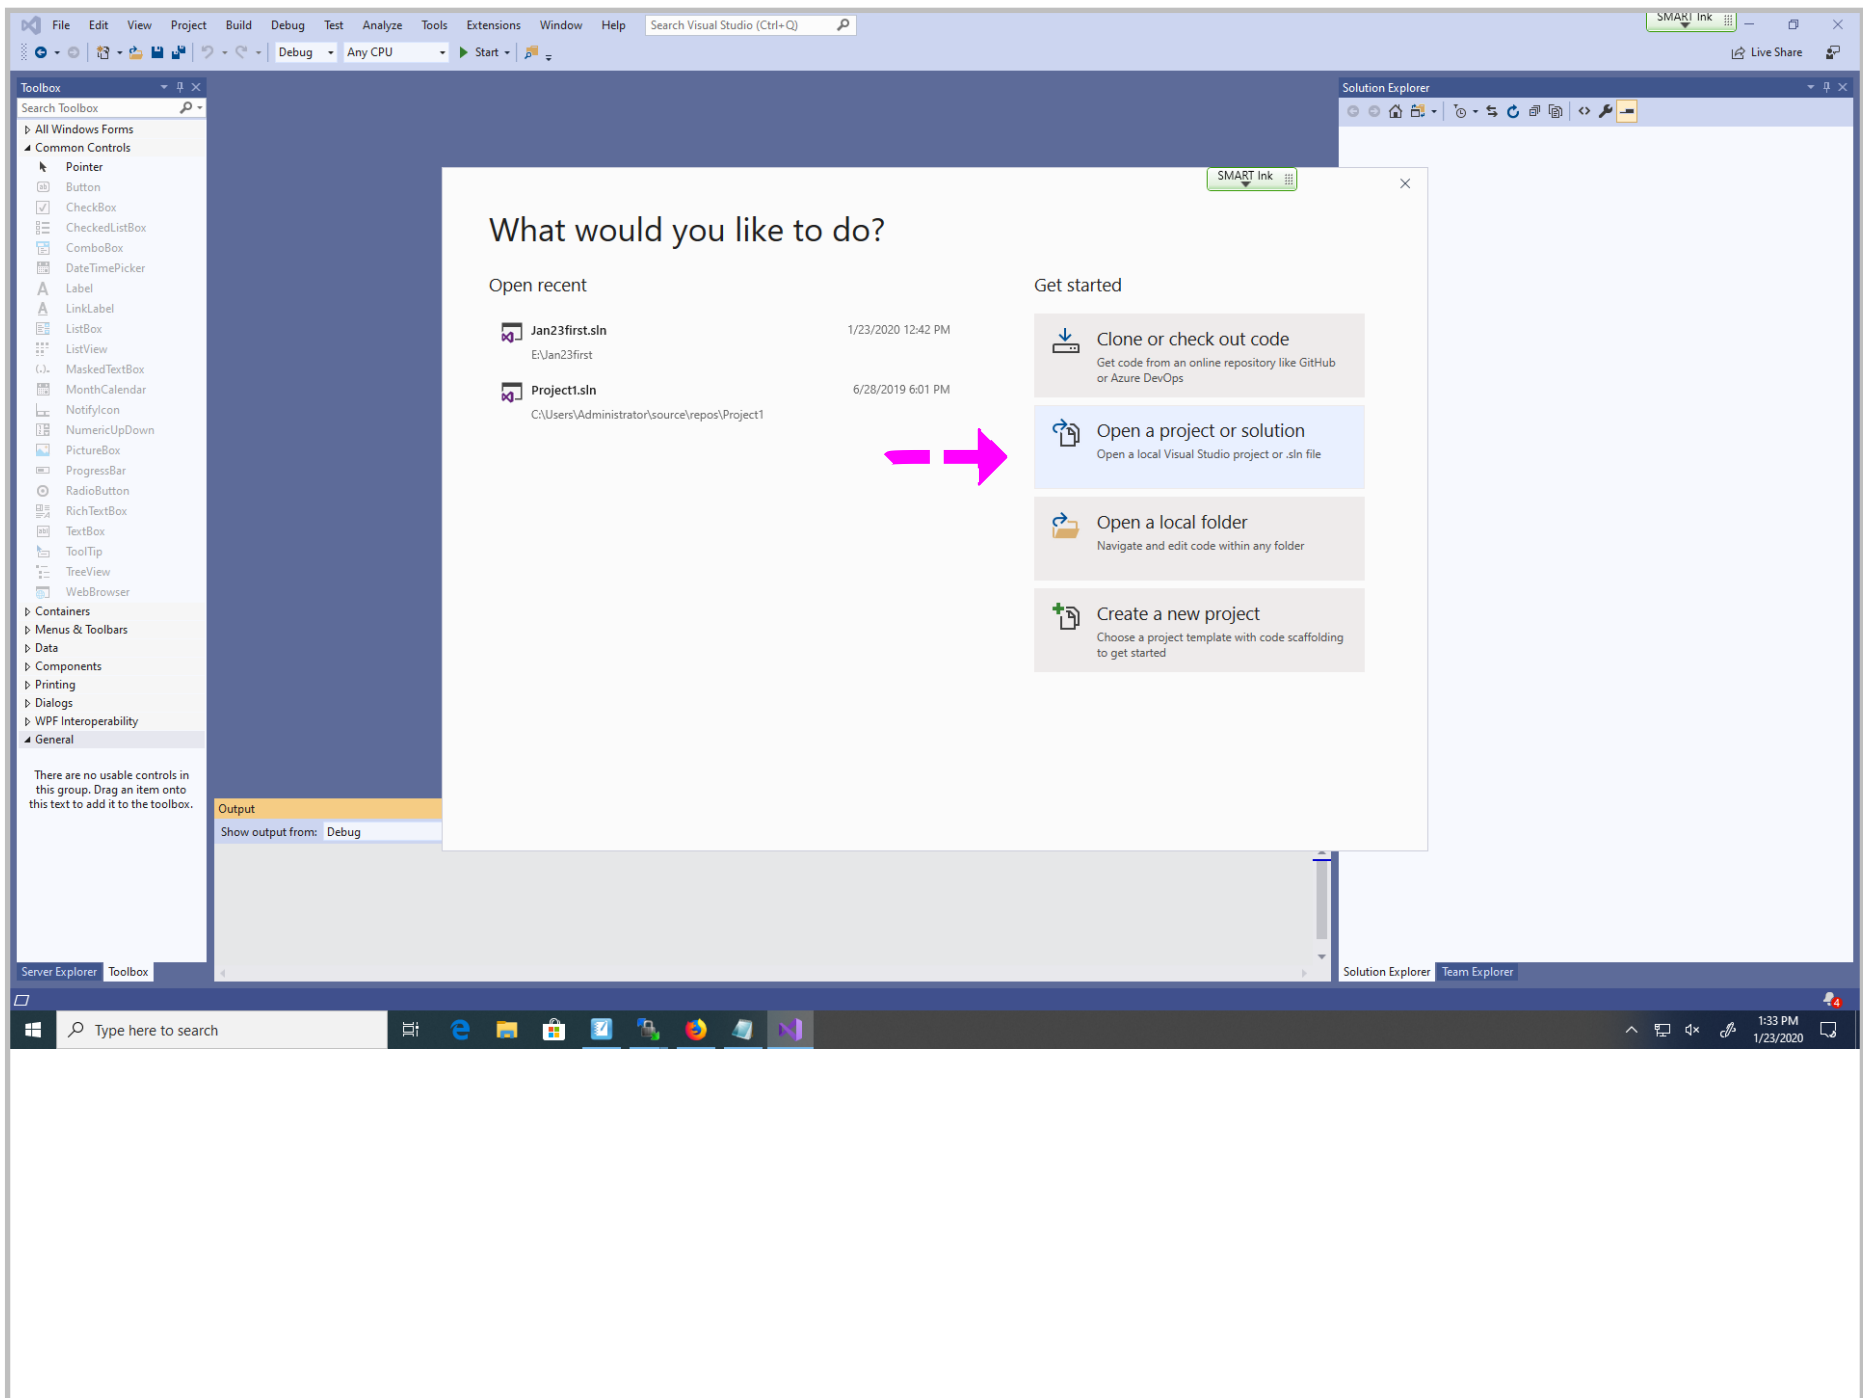 File Edit View Project Build Debug Test Analyze Tools Extensions Window Help Search Visual Studio (Ctrl+Q)
SMART Ink
Debug Any CPU Start
Live Share
Toolbox
Search Toolbox
All Windows Forms
Common Controls
Pointer
Button
CheckBox
CheckedListBox
ComboBox
DateTimePicker
Label
LinkLabel
ListBox
ListView
MaskedTextBox
MonthCalendar
NotifyIcon
NumericUpDown
PictureBox
ProgressBar
RadioButton
RichTextBox
TextBox
ToolTip
TreeView
WebBrowser
Containers
Menus & Toolbars
Data
Components
Printing
Dialogs
WPF Interoperability
General
There are no usable controls in
this group. Drag an item onto
this text to add it to the toolbox.
Server Explorer Toolbox
SMART Ink
What would you like to do?
Open recent
Jan23first.sln 1/23/2020 12:42 PM
E:\Jan23first
Project1.sln 6/28/2019 6:01 PM
C:\Users\Administrator\source\repos\Project1
Get started
Clone or check out code
Get code from an online repository like GitHub
or Azure DevOps
Open a project or solution
Open a local Visual Studio project or .sln file
Open a local folder
Navigate and edit code within any folder
Create a new project
Choose a project template with code scaffolding
to get started
Output
Show output from: Debug
Solution Explorer
Solution Explorer Team Explorer
4
Type here to search
1:33 PM
1/23/2020